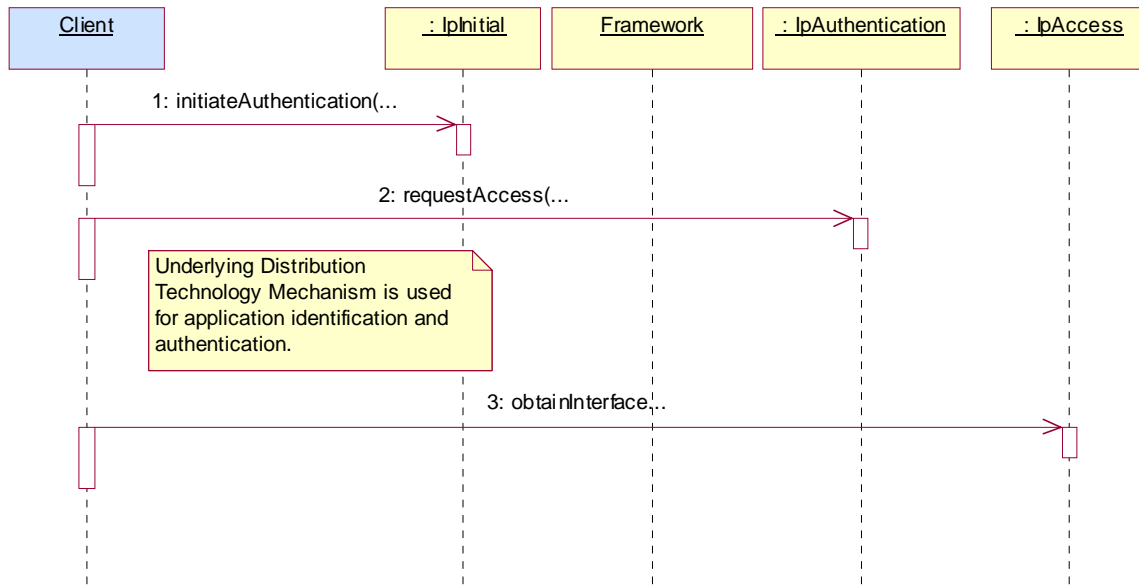 Client
: IpInitial
Framework
: IpAuthentication
: IpAccess
1: initiateAuthentication(...
2: requestAccess(...
Underlying Distribution
Technology Mechanism is used
for application identification and
authentication.
3: obtainInterface...